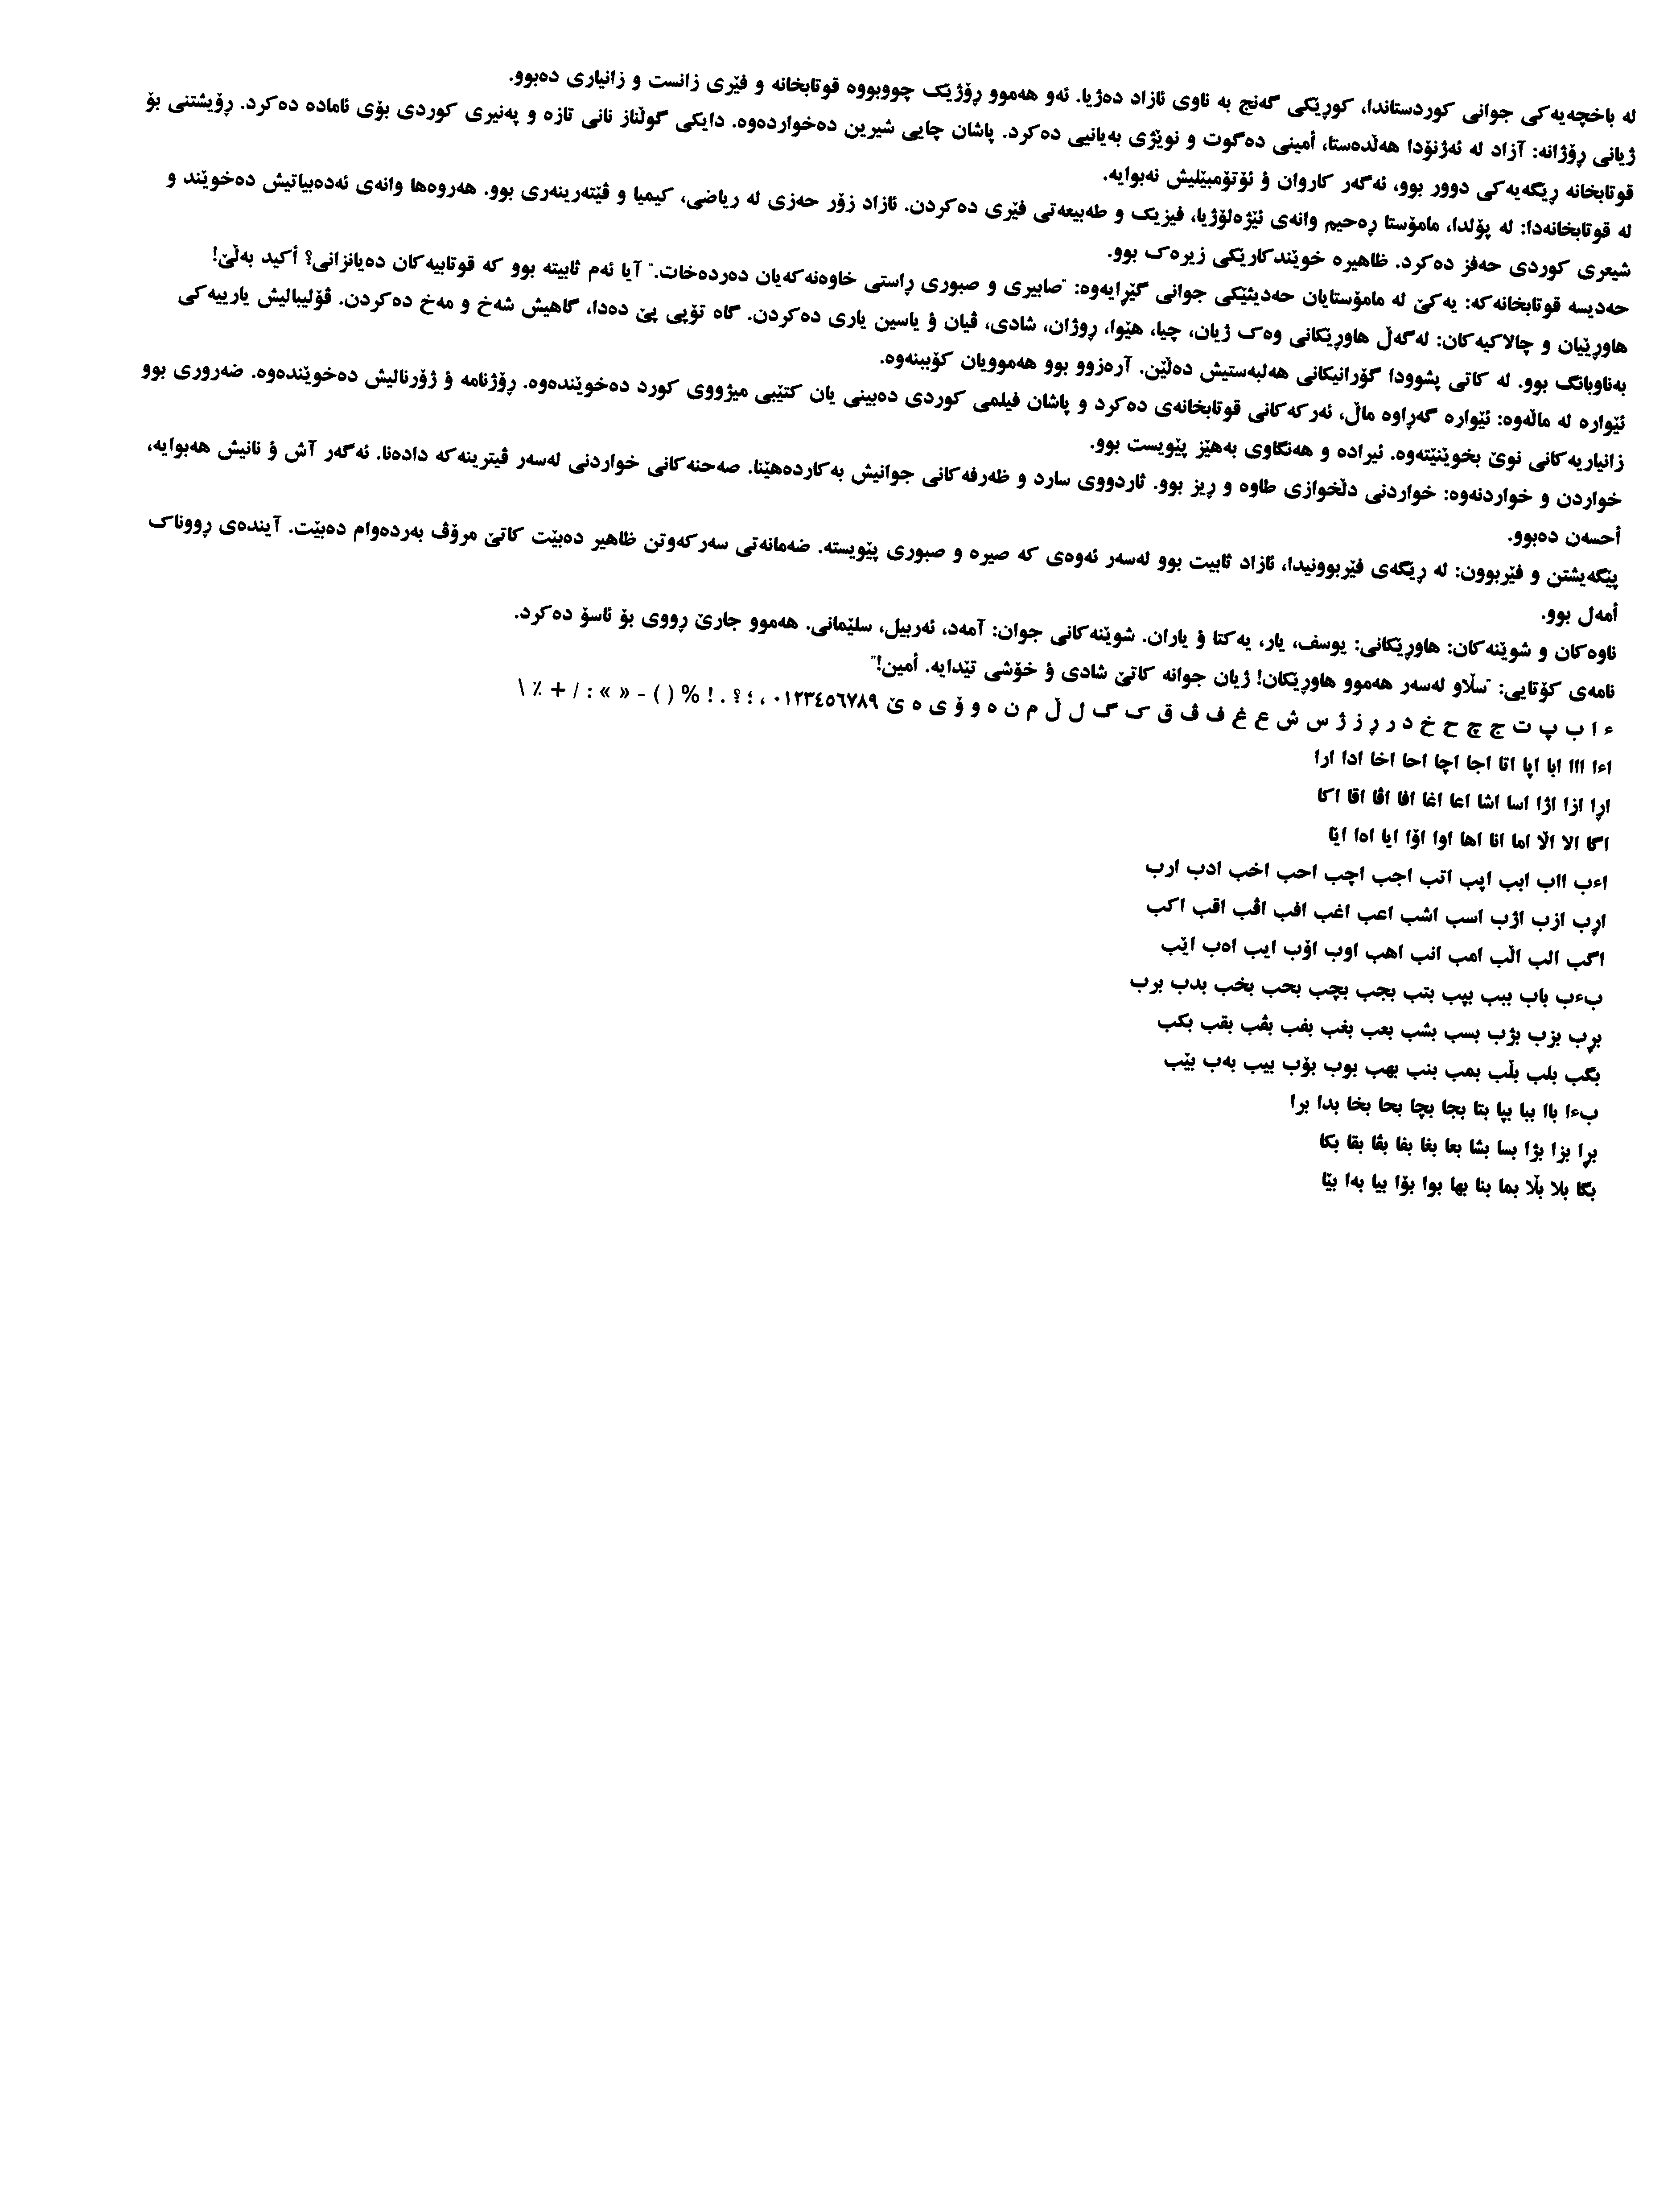 لە باخچەیەکی جوانی کوردستاندا، کوڕێکی گەنج بە ناوی ئازاد دەژیا. ئەو هەموو ڕۆژێک چووبووە قوتابخانە و فێری زانست و زانیاری دەبوو.
ژیانی ڕۆژانە: آزاد لە ئەژنۆدا هەڵدەستا، أمینی دەگوت و نوێژی بەیانیی دەکرد. پاشان چایی شیرین دەخواردەوە. دایکی گوڵناز نانی تازە و پەنیری کوردی بۆی ئامادە دەکرد. ڕۆیشتنی بۆ
قوتابخانە ڕێگەیەکی دوور بوو، ئەگەر کاروان ؤ ئۆتۆمبێلیش نەبوایە.
لە قوتابخانەدا: لە پۆلدا، مامۆستا ڕەحیم وانەی ئێژەلۆژیا، فیزیک و طەبیعەتی فێری دەکردن. ئازاد زۆر حەزی لە ریاضی، کیمیا و ڤێتەرینەری بوو. هەروەها وانەی ئەدەبیاتیش دەخوێند و
شیعری کوردی حەفز دەکرد. ظاهیرە خوێندکارێکی زیرەک بوو.
حەدیسە قوتابخانەکە: یەکێ لە مامۆستایان حەدیثێکی جوانی گێڕایەوە: "صابیری و صبوری ڕاستی خاوەنەکەیان دەردەخات." آیا ئەم ثابیتە بوو کە قوتابیەکان دەیانزانی؟ أکید بەڵێ!
هاوڕێیان و چالاکیەکان: لەگەڵ هاوڕێکانی وەک ژیان، چیا، هێوا، ڕوژان، شادی، ڤیان ؤ یاسین یاری دەکردن. گاە تۆپی پێ دەدا، گاهیش شەخ و مەخ دەکردن. ڤۆلیبالیش یارییەکی
بەناوبانگ بوو. لە کاتی پشوودا گۆرانیکانی هەلبەستیش دەڵێن. آرەزوو بوو هەموویان کۆببنەوە.
ئێوارە لە ماڵەوە: ئێوارە گەڕاوە ماڵ، ئەرکەکانی قوتابخانەی دەکرد و پاشان فیلمی کوردی دەبینی یان کتێبی میژووی کورد دەخوێندەوە. ڕۆژنامە ؤ ژۆرنالیش دەخوێندەوە. ضەروری بوو
زانیاریەکانی نوێ بخوێنێتەوە. ئیرادە و هەنگاوی بەهێز پێویست بوو.
خواردن و خواردنەوە: خواردنی دڵخوازی طاوە و ڕیز بوو. ثاردووی سارد و ظەرفەکانی جوانیش بەکاردەهێنا. صەحنەکانی خواردنی لەسەر ڤیترینەکە دادەنا. ئەگەر آش ؤ نانیش هەبوایە،
أحسەن دەبوو.
پێگەیشتن و فێربوون: لە ڕێگەی فێربوونیدا، ئازاد ثابیت بوو لەسەر ئەوەی کە صیرە و صبوری پێویستە. ضەمانەتی سەرکەوتن ظاهیر دەبێت کاتێ مرۆڤ بەردەوام دەبێت. آیندەی ڕووناک
أمەل بوو.
ناوەکان و شوێنەکان: هاوڕێکانی: یوسف، یار، یەکتا ؤ یاران. شوێنەکانی جوان: آمەد، ئەربیل، سلێمانی. هەموو جارێ ڕووی بۆ ئاسۆ دەکرد.
نامەی کۆتایی: "سڵاو لەسەر هەموو هاوڕێکان! ژیان جوانە کاتێ شادی ؤ خۆشی تێدایە. أمین!"
ء ا ب پ ت ج چ ح خ د ر ڕ ز ژ س ش ع غ ف ڤ ق ک گ ل ڵ م ن ه و ۆ ی ە ێ ٠١٢٣٤٥٦٧٨٩ ، ؛ ؟ . ! % ( ) - « » : / + ٪ \
اءا ااا ابا اپا اتا اجا اچا احا اخا ادا ارا
اڕا ازا اژا اسا اشا اعا اغا افا اڤا اقا اکا
اگا الا اڵا اما انا اها اوا اۆا ایا اەا اێا
اءب ااب ابب اپب اتب اجب اچب احب اخب ادب ارب
اڕب ازب اژب اسب اشب اعب اغب افب اڤب اقب اکب
اگب الب اڵب امب انب اهب اوب اۆب ایب اەب اێب
بءب باب ببب بپب بتب بجب بچب بحب بخب بدب برب
بڕب بزب بژب بسب بشب بعب بغب بفب بڤب بقب بکب
بگب بلب بڵب بمب بنب بهب بوب بۆب بیب بەب بێب
بءا باا ببا بپا بتا بجا بچا بحا بخا بدا برا
بڕا بزا بژا بسا بشا بعا بغا بفا بڤا بقا بکا
بگا بلا بڵا بما بنا بها بوا بۆا بیا بەا بێا